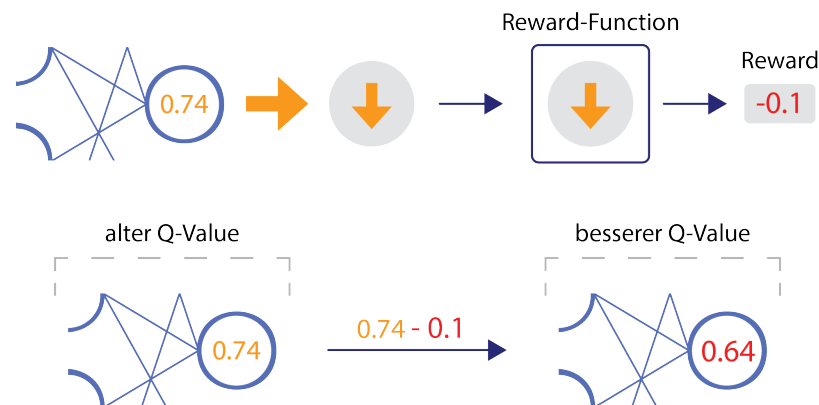 Reward-Function
Reward
0.74
-0.1
alter Q-Value
besserer Q-Value
0.74
0.74 - 0.1
0.64